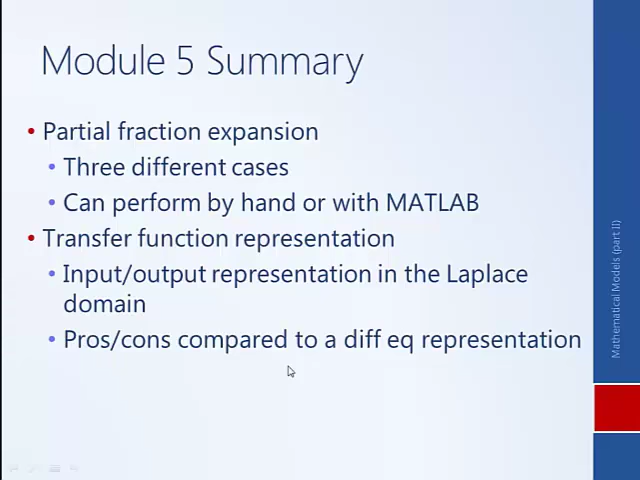 Module 5 Summary
• Partial fraction expansion
• Three different cases
• Can perform by hand or with MATLAB
• Transfer function representation
• Input/output representation in the Laplace
domain
• Pros/cons compared to a diff eq representation
Mathematical Models (part II)